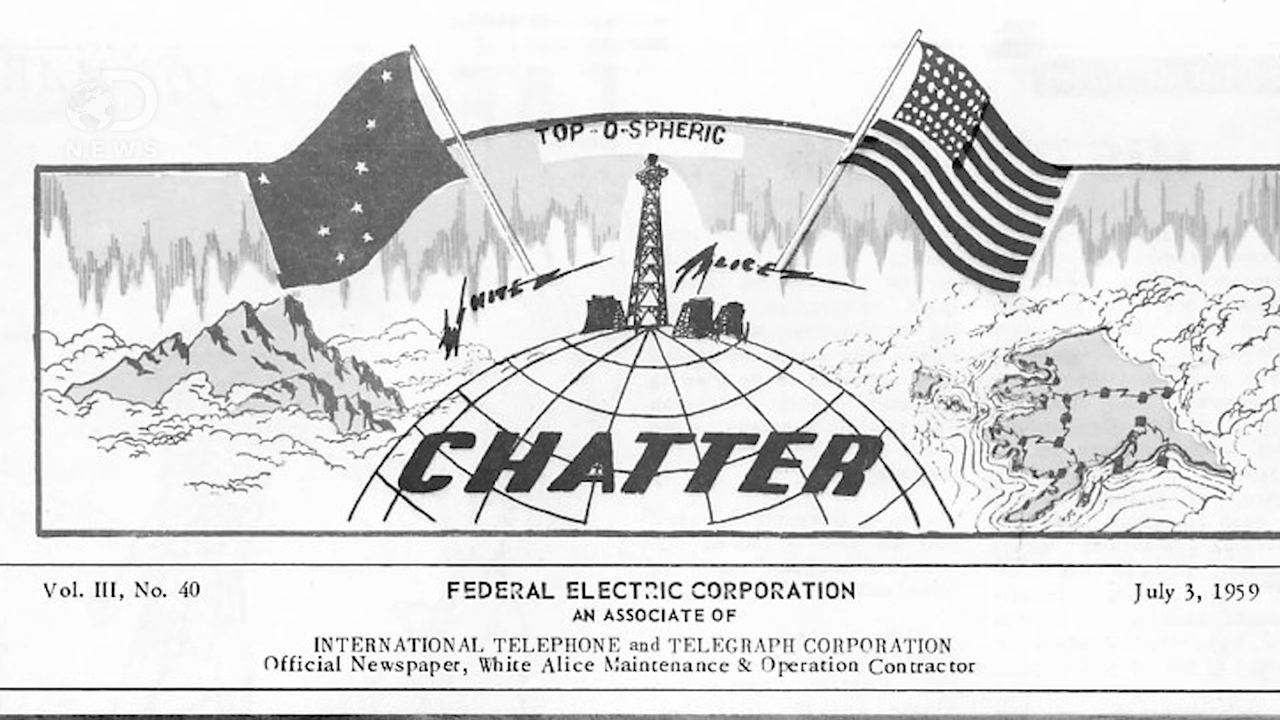 D
NEWS
TOP-O-SPHERIC
WHITE ALICE
CHATTER
Vol. III, No. 40
FEDERAL ELECTRIC CORPORATION
July 3, 1959
AN ASSOCIATE OF
INTERNATIONAL TELEPHONE and TELEGRAPH CORPORATION
Official Newspaper, White Alice Maintenance & Operation Contractor